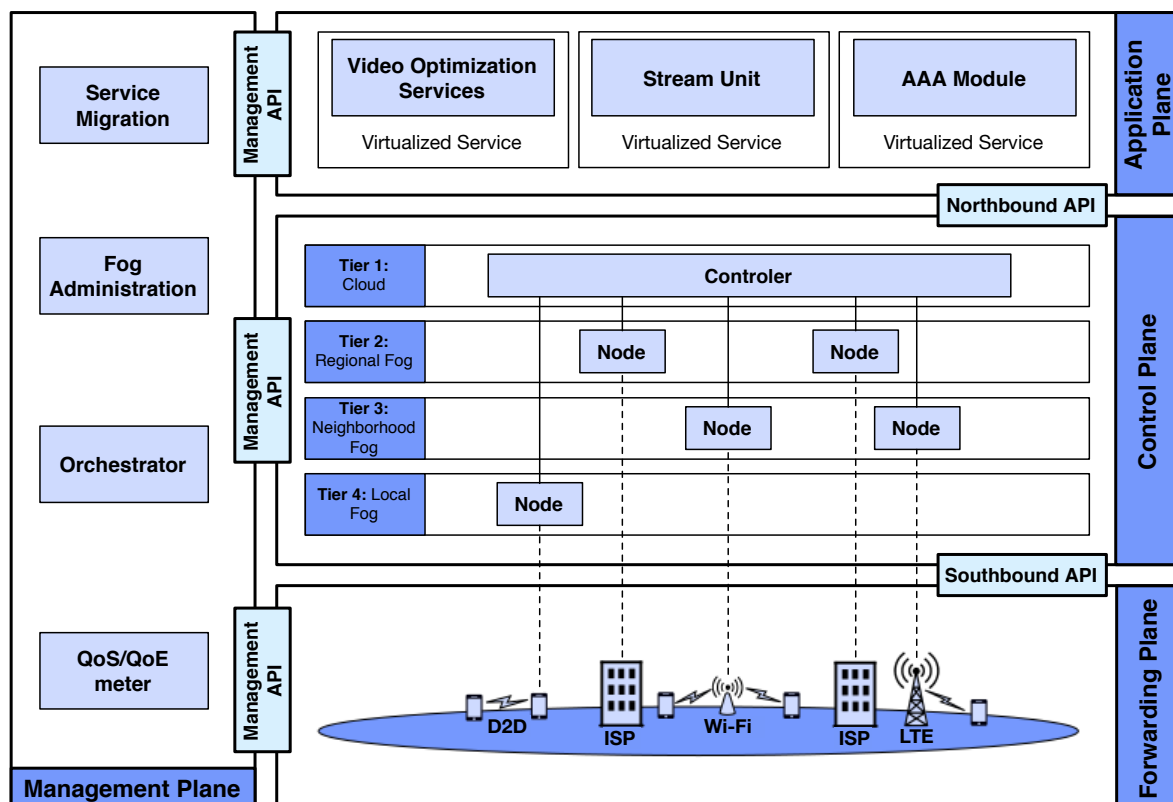 Service
Migration
Fog
Administration
Orchestrator
QoS/QoE
meter
Management Plane
Management
API
Management
API
Management
API
Video Optimization
Services
Virtualized Service
Stream Unit
Virtualized Service
AAA Module
Virtualized Service
Application
Plane
Northbound API
Tier 1:
Cloud
Controler
Tier 2:
Regional Fog
Node
Node
Tier 3:
Neighborhood
Fog
Node
Node
Tier 4: Local
Fog
Node
Control Plane
Southbound API
D2D
ISP
Wi-Fi
ISP
LTE
Forwarding Plane